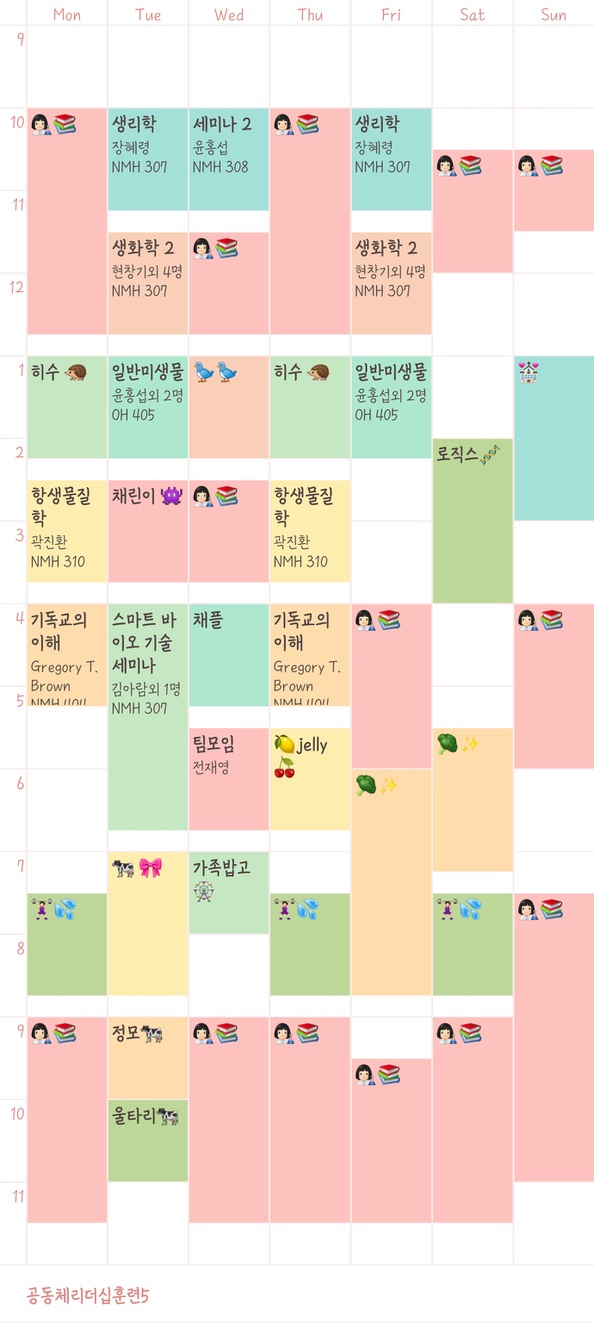 Mon Tue Wed Thu Fri Sat Sun
9
10
11
12
1
2
3
4
5
6
7
8
9
10
11
히수
항생물질
학
곽진환
NMH 310
기독교의
이해
Gregory T.
Brown
NMH 404
생리학
장혜령
NMH 307
생화학 2
현창기외 4명
NMH 307
일반미생물
윤홍섭외 2명
OH 405
채린이
스마트 바
이오 기술
세미나
김아람외 1명
NMH 307
정모
울타리
세미나 2
윤홍섭
NMH 308
채플
팀모임
전재영
가족밥고
히수
항생물질
학
곽진환
NMH 310
기독교의
이해
Gregory T.
Brown
NMH 404
jelly
생리학
장혜령
NMH 307
생화학 2
현창기외 4명
NMH 307
일반미생물
윤홍섭외 2명
OH 405
로직스
공동체리더십훈련5